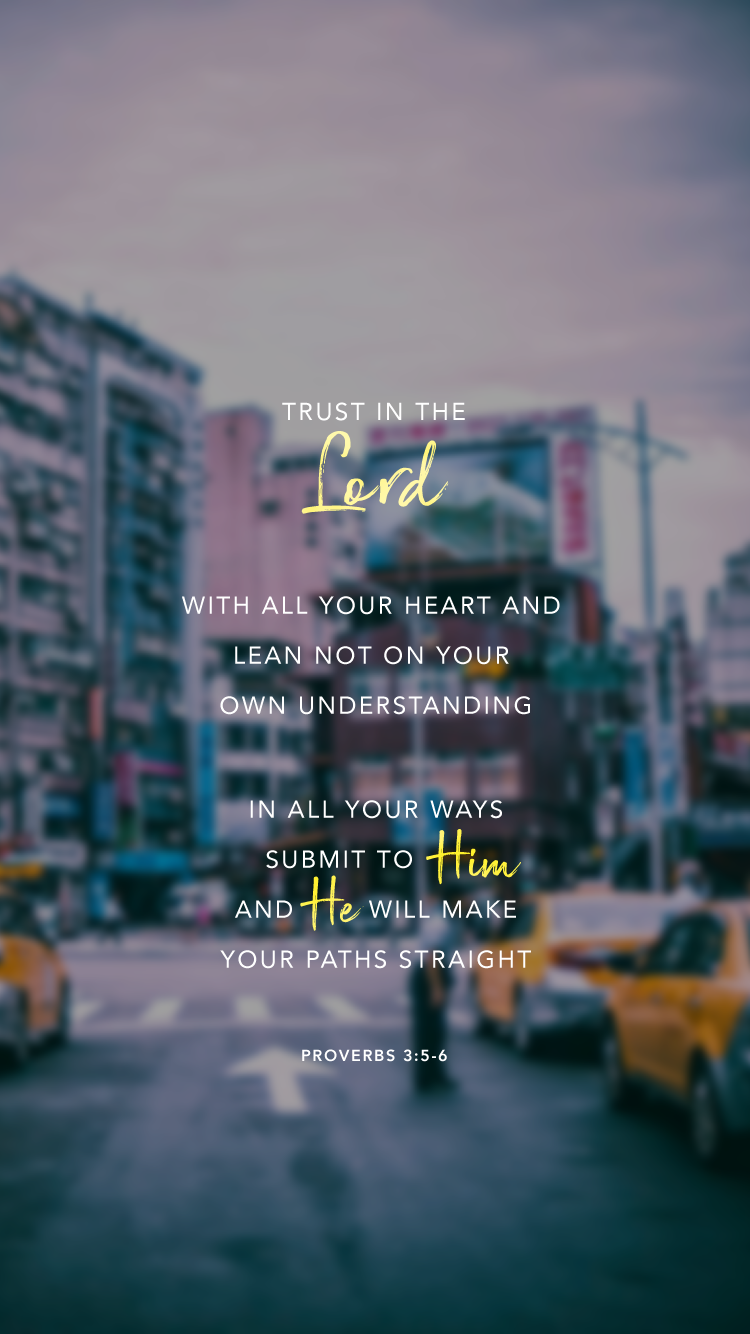 TRUST IN THE
Lord
WITH ALL YOUR HEART AND
LEAN NOT ON YOUR
OWN UNDERSTANDING
IN ALL YOUR WAYS
SUBMIT TO Him
AND He WILL MAKE
YOUR PATHS STRAIGHT
PROVERBS 3:5-6